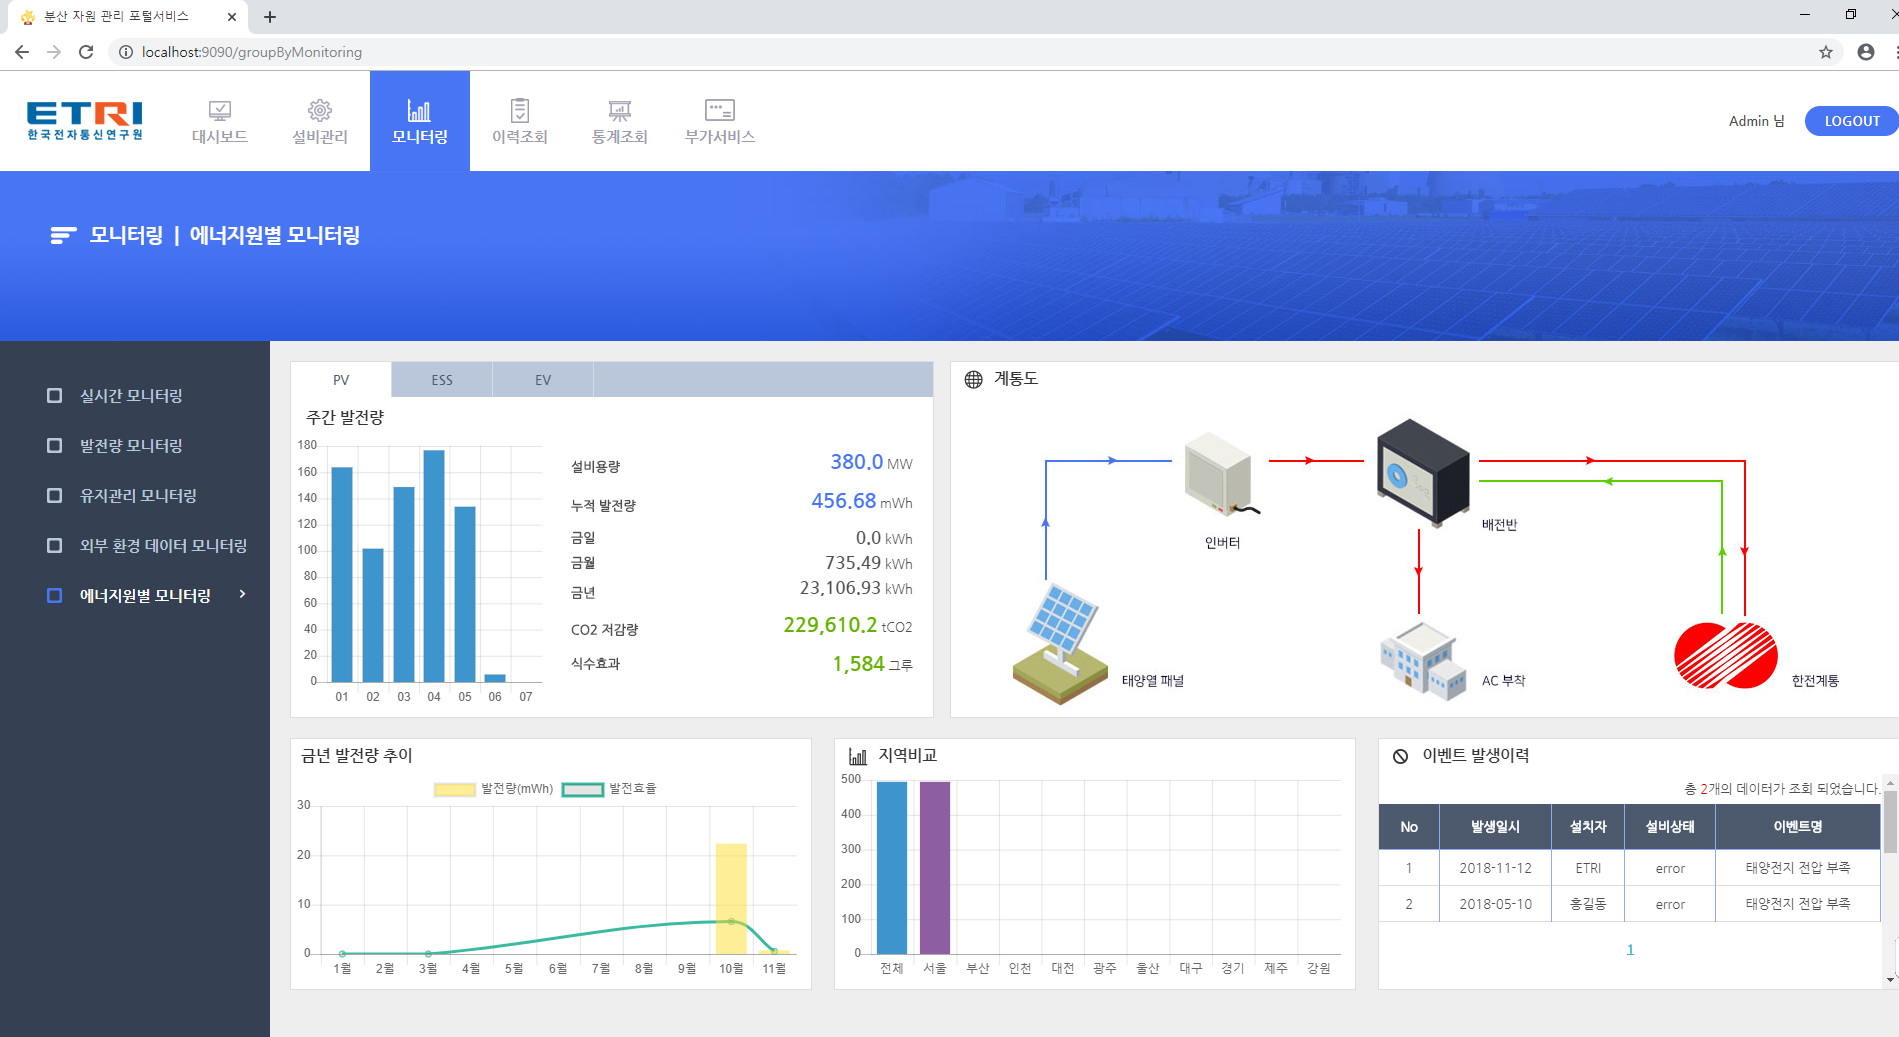 분산 자원 관리 포털서비스
localhost:9090/groupByMonitoring
ETRI
한국전자통신연구원
대시보드
설비관리
모니터링
이력조회
통계조회
부가서비스
Admin 님
LOGOUT
모니터링 | 에너지원별 모니터링
실시간 모니터링
발전량 모니터링
유지관리 모니터링
외부 환경 데이터 모니터링
에너지원별 모니터링
PV ESS EV
주간 발전량
180
160
140
120
100
80
60
40
20
0
01 02 03 04 05 06 07
설비용량 380.0 MW
누적 발전량 456.68 mWh
금일 0.0 kWh
금월 735.49 kWh
금년 23,106.93 kWh
CO2 저감량 229,610.2 tCO2
식수효과 1,584 그루
계통도
인버터
배전반
태양열 패널
AC 부착
한전계통
금년 발전량 추이
발전량(mWh) 발전효율
30
20
10
0
1월 2월 3월 4월 5월 6월 7월 8월 9월 10월 11월
지역비교
500
400
300
200
100
0
전체 서울 부산 인천 대전 광주 울산 대구 경기 제주 강원
이벤트 발생이력
총 2개의 데이터가 조회 되었습니다.
No 발생일시 설치자 설비상태 이벤트명
1 2018-11-12 ETRI error 태양전지 전압 부족
2 2018-05-10 홍길동 error 태양전지 전압 부족
1